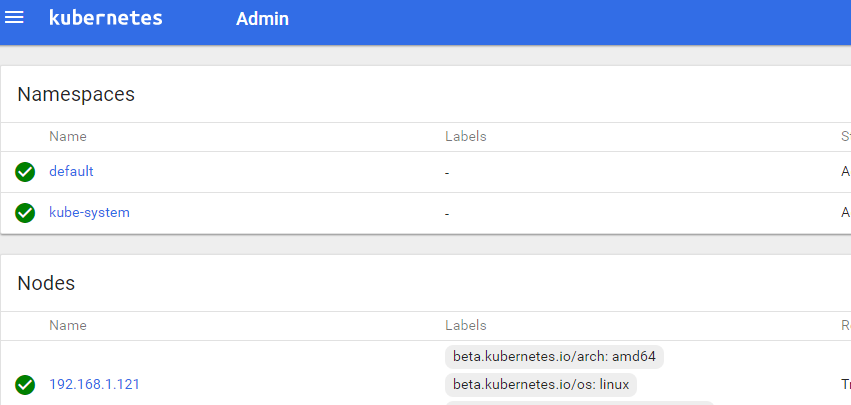 kubernetes Admin
Namespaces
Name Labels
default -
kube-system -
Nodes
Name Labels
beta.kubernetes.io/arch: amd64
192.168.1.121 beta.kubernetes.io/os: linux